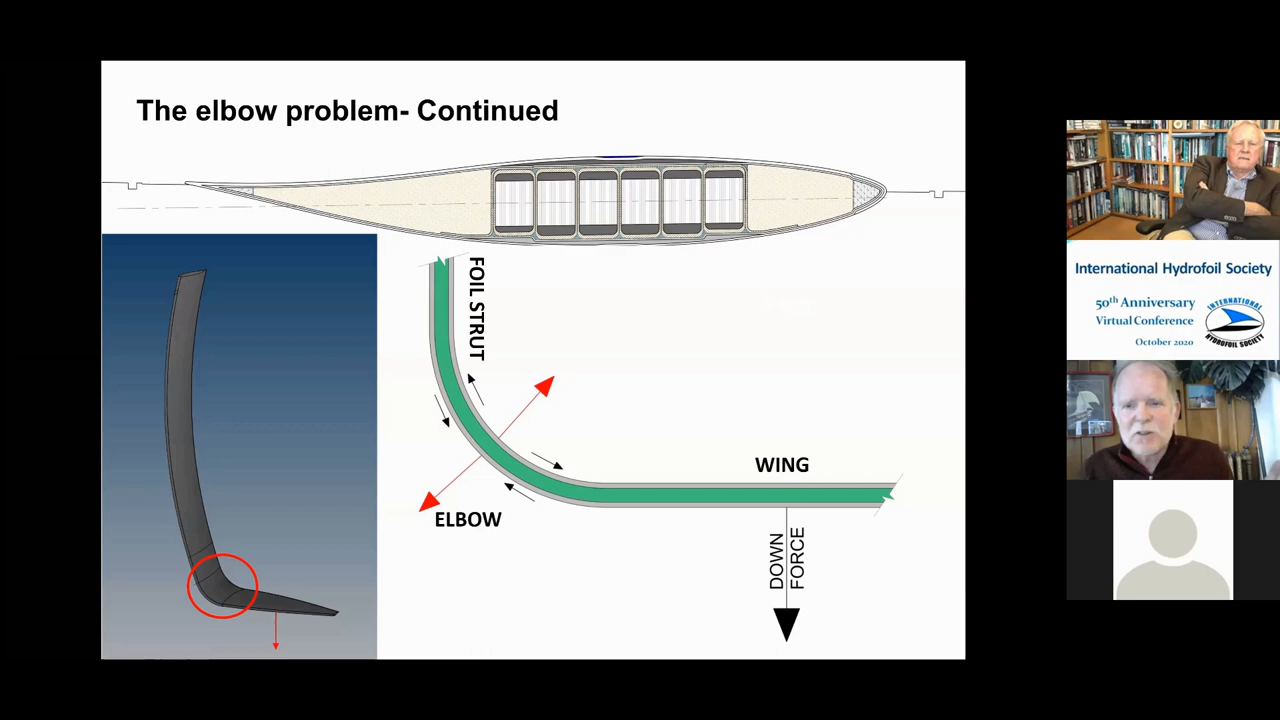 The elbow problem- Continued
FOIL STRUT
WING
ELBOW
DOWN
FORCE
International Hydrofoil Society
50th Anniversary
Virtual Conference
October 2020
INTERNATIONAL
HYDROFOIL SOCIETY